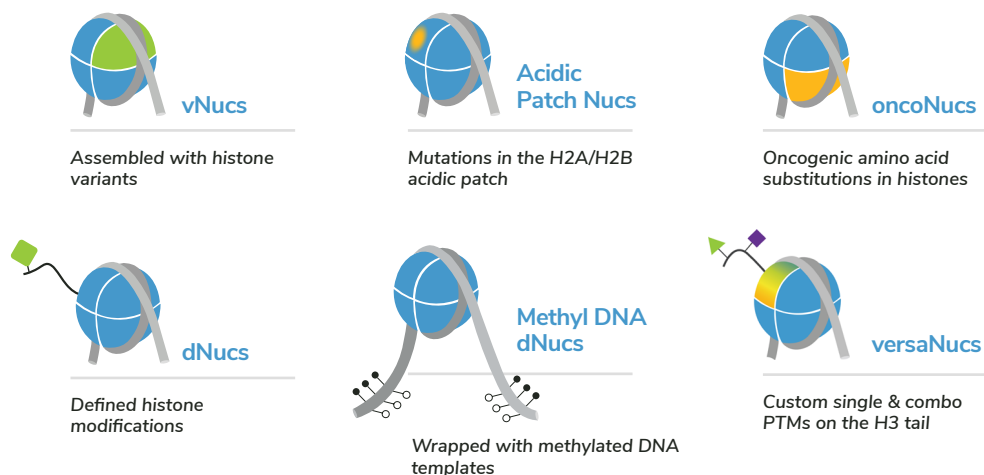 vNucs
Assembled with histone
variants
Acidic
Patch Nucs
Mutations in the H2A/H2B
acidic patch
oncoNucs
Oncogenic amino acid
substitutions in histones
dNucs
Defined histone
modifications
Methyl DNA
dNucs
Wrapped with methylated DNA
templates
versaNucs
Custom single & combo
PTMs on the H3 tail